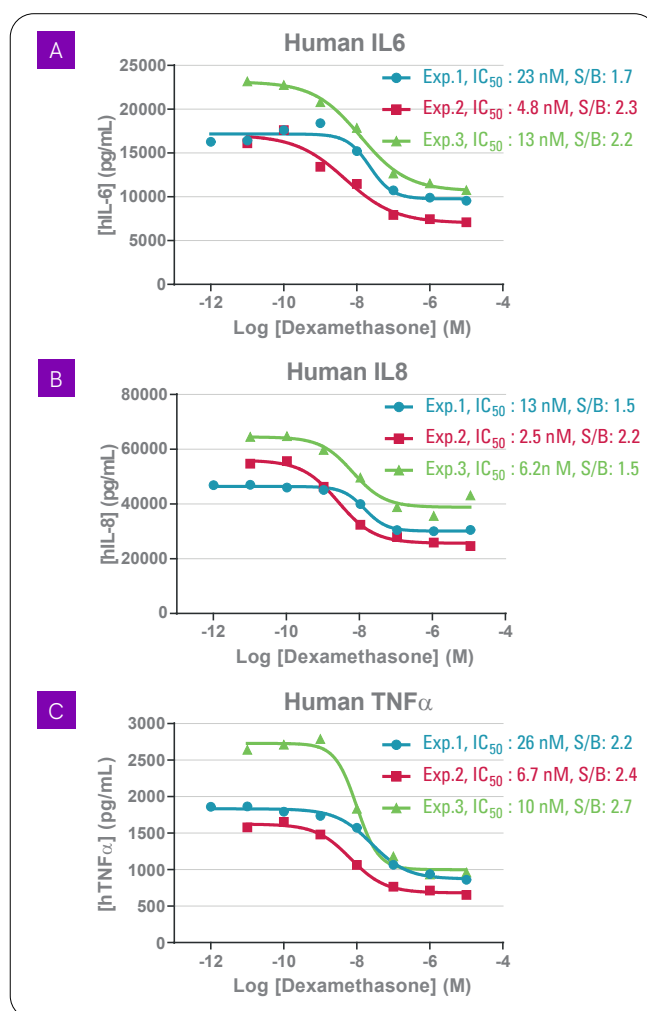 A
Human IL6
25000
20000
15000
10000
5000
0
[hIL-6] (pg/mL)
Exp.1, IC50 : 23 nM, S/B: 1.7
Exp.2, IC50 : 4.8 nM, S/B: 2.3
Exp.3, IC50 : 13 nM, S/B: 2.2
-12 -10 -8 -6 -4
Log [Dexamethasone] (M)
B
Human IL8
80000
60000
40000
20000
0
[hIL-8] (pg/mL)
Exp.1, IC50 : 13 nM, S/B: 1.5
Exp.2, IC50 : 2.5 nM, S/B: 2.2
Exp.3, IC50 : 6.2n M, S/B: 1.5
-12 -10 -8 -6 -4
Log [Dexamethasone] (M)
C
Human TNFα
3000
2500
2000
1500
1000
500
0
[hTNFα] (pg/mL)
Exp.1, IC50 : 26 nM, S/B: 2.2
Exp.2, IC50 : 6.7 nM, S/B: 2.4
Exp.3, IC50 : 10 nM, S/B: 2.7
-12 -10 -8 -6 -4
Log [Dexamethasone] (M)